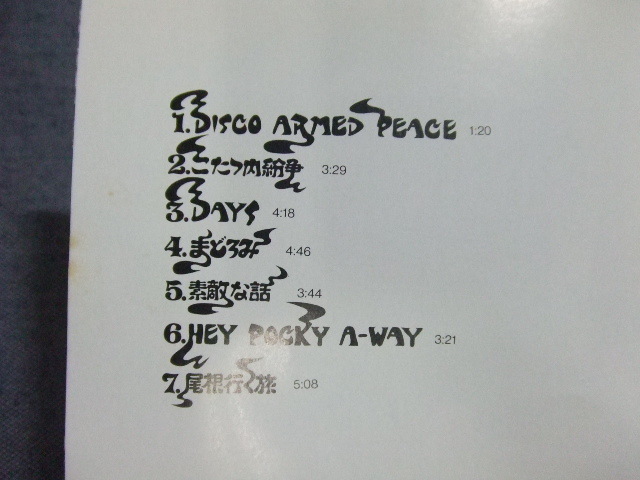 1. DISCO ARMED PEACE 1:20
2. こたつ内紛争 3:29
3. DAYS 4:18
4. まどろみ 4:46
5. 素敵な話 3:44
6. HEY POCKY A-WAY 3:21
7. 尾根行く旅 5:08